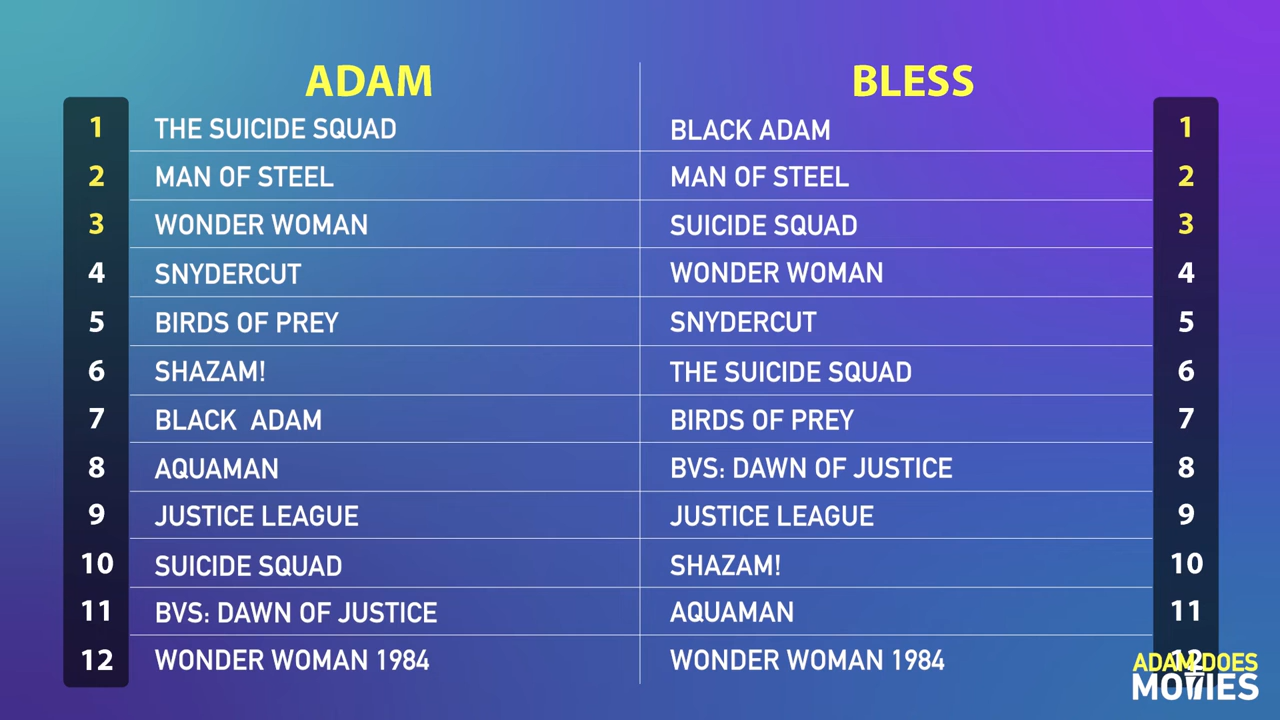 ADAM BLESS
1 THE SUICIDE SQUAD BLACK ADAM 1
2 MAN OF STEEL MAN OF STEEL 2
3 WONDER WOMAN SUICIDE SQUAD 3
4 SNYDERCUT WONDER WOMAN 4
5 BIRDS OF PREY SNYDERCUT 5
6 SHAZAM! THE SUICIDE SQUAD 6
7 BLACK ADAM BIRDS OF PREY 7
8 AQUAMAN BVS: DAWN OF JUSTICE 8
9 JUSTICE LEAGUE JUSTICE LEAGUE 9
10 SUICIDE SQUAD SHAZAM! 10
11 BVS: DAWN OF JUSTICE AQUAMAN 11
12 WONDER WOMAN 1984 WONDER WOMAN 1984 12
ADAM DOES
MOVIES